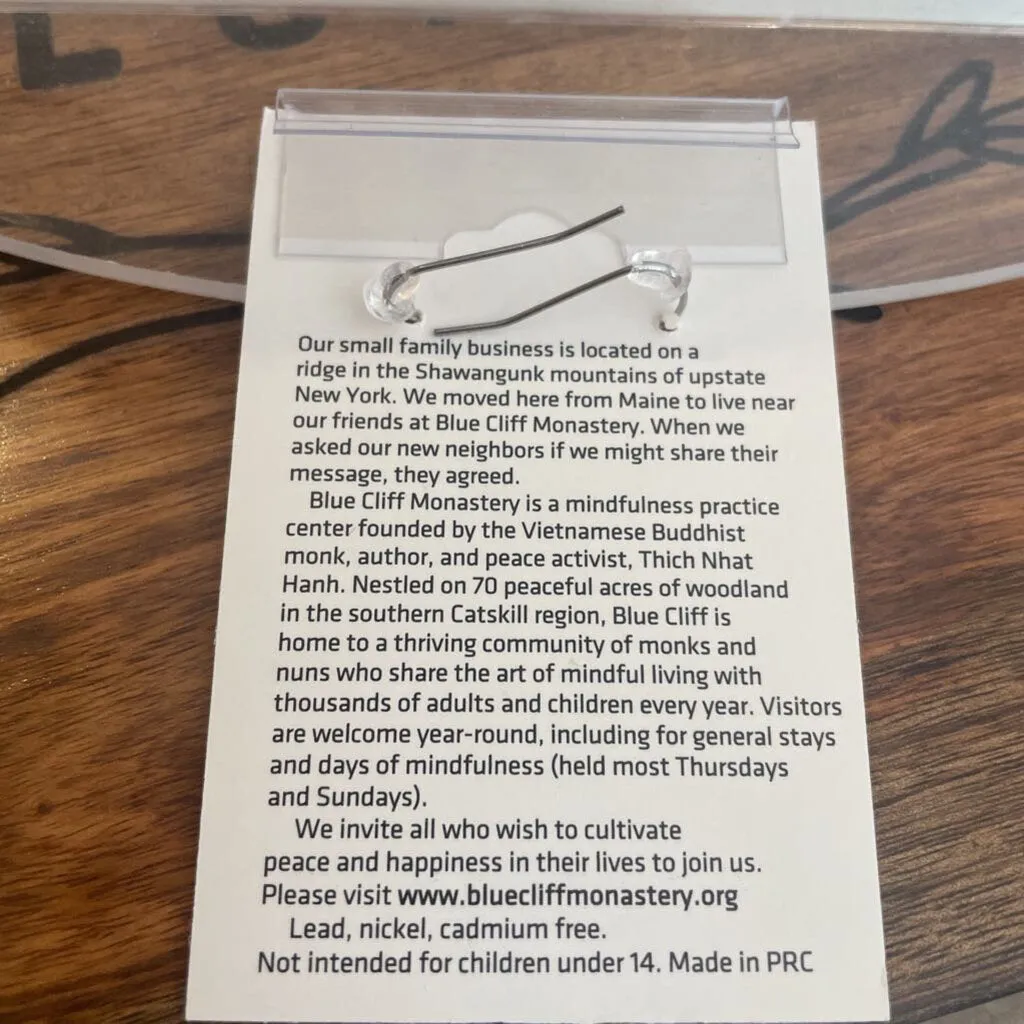 Our small family business is located on a
ridge in the Shawangunk mountains of upstate
New York. We moved here from Maine to live near
our friends at Blue Cliff Monastery. When we
asked our new neighbors if we might share their
message, they agreed.
Blue Cliff Monastery is a mindfulness practice
center founded by the Vietnamese Buddhist
monk, author, and peace activist, Thich Nhat
Hanh. Nestled on 70 peaceful acres of woodland
in the southern Catskill region, Blue Cliff is
home to a thriving community of monks and
nuns who share the art of mindful living with
thousands of adults and children every year. Visitors
are welcome year-round, including for general stays
and days of mindfulness (held most Thursdays
and Sundays).
We invite all who wish to cultivate
peace and happiness in their lives to join us.
Please visit www.bluecliffmonastery.org
Lead, nickel, cadmium free.
Not intended for children under 14. Made in PRC